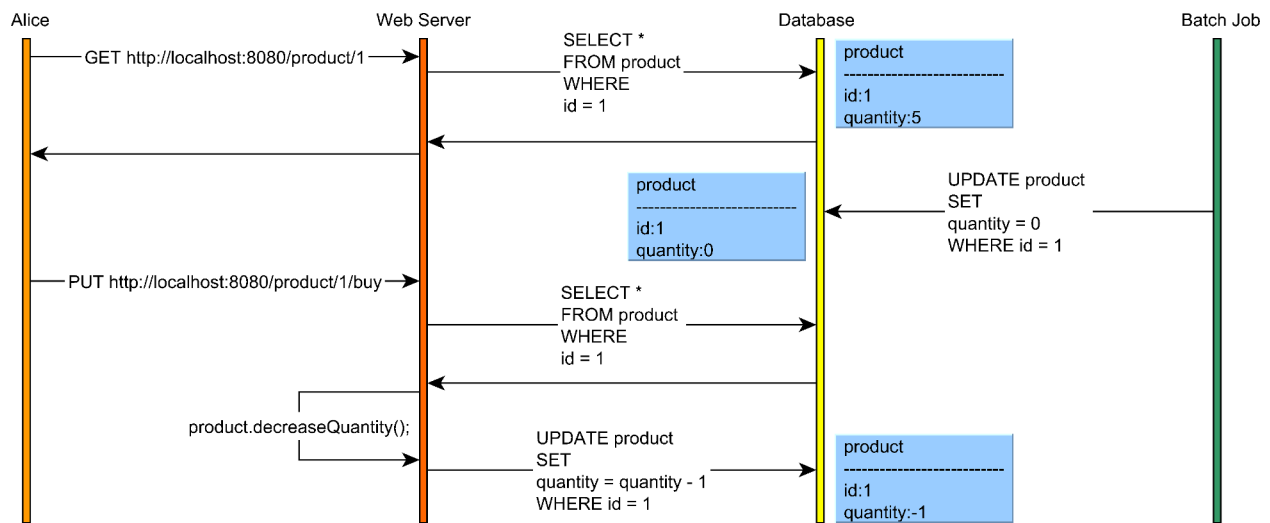 Alice
Web Server
Database
Batch Job
GET http://localhost:8080/product/1
SELECT *
FROM product
WHERE
id = 1
product
---------------------------
id:1
quantity:5
UPDATE product
SET
quantity = 0
WHERE id = 1
product
---------------------------
id:1
quantity:0
PUT http://localhost:8080/product/1/buy
SELECT *
FROM product
WHERE
id = 1
product.decreaseQuantity();
UPDATE product
SET
quantity = quantity - 1
WHERE id = 1
product
---------------------------
id:1
quantity:-1